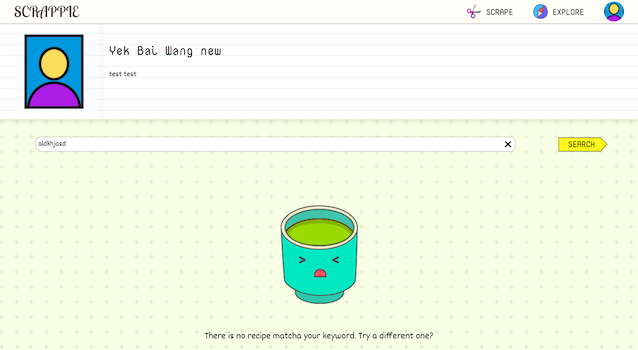 SCRAPPIE
SCRAPE
EXPLORE
Yek Bai Wang new
test test
aldkhjasd
SEARCH
There is no recipe matcha your keyword. Try a different one?